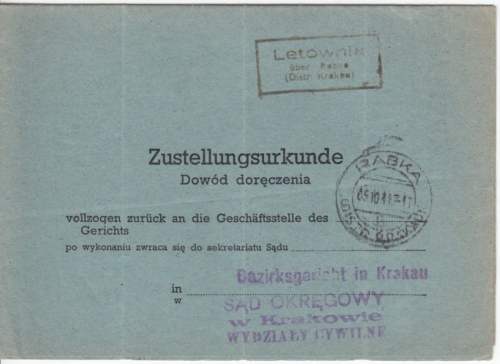 Letownia
über Rabka
(Distr. Krakau)
Zustellungsurkunde
Dowód doręczenia
RABKA
vollzogen zurück an die Geschäftsstelle des
Gerichts
po wykonaniu zwraca się do sekretariatu Sądu
in
w
Bezirksgericht in Krakau
SĄD OKRĘGOWY
w Krakowie
WYDZIAŁY CYWILNE